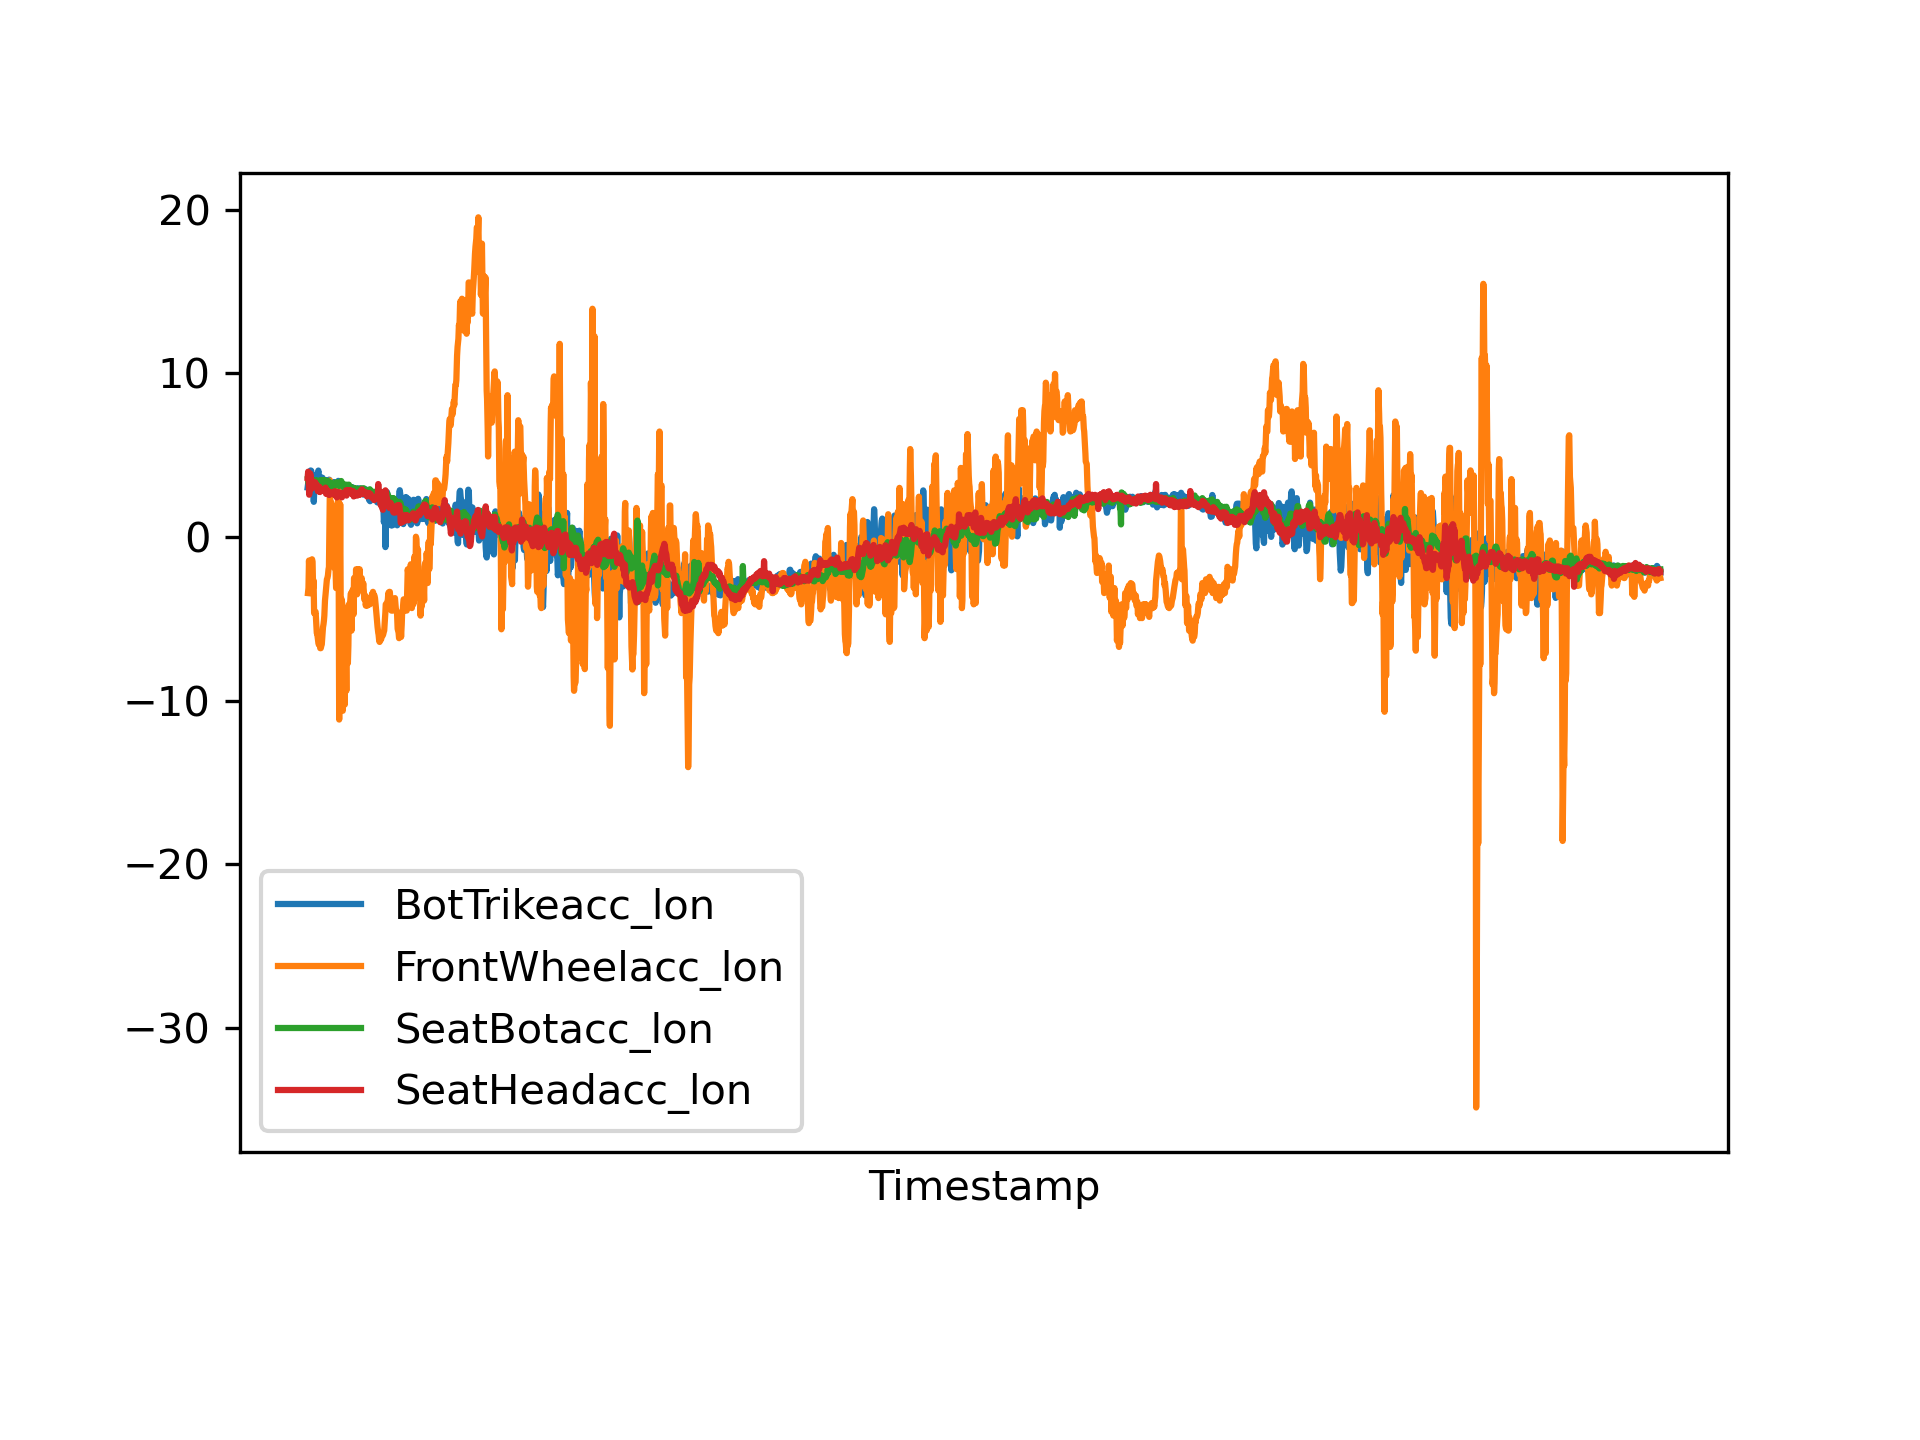 20
10
0
−10
−20
−30
BotTrikeacc_lon
FrontWheelacc_lon
SeatBotacc_lon
SeatHeadacc_lon
Timestamp